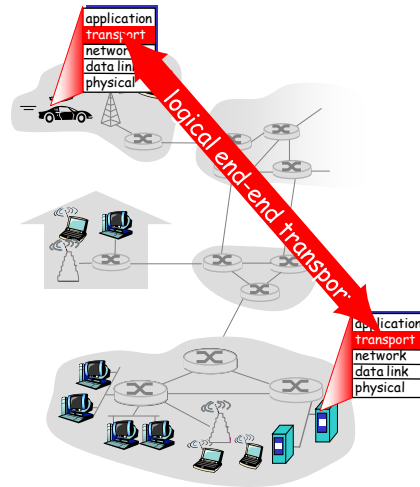 application
transport
network
data link
physical
logical end-end transport
application
transport
network
data link
physical